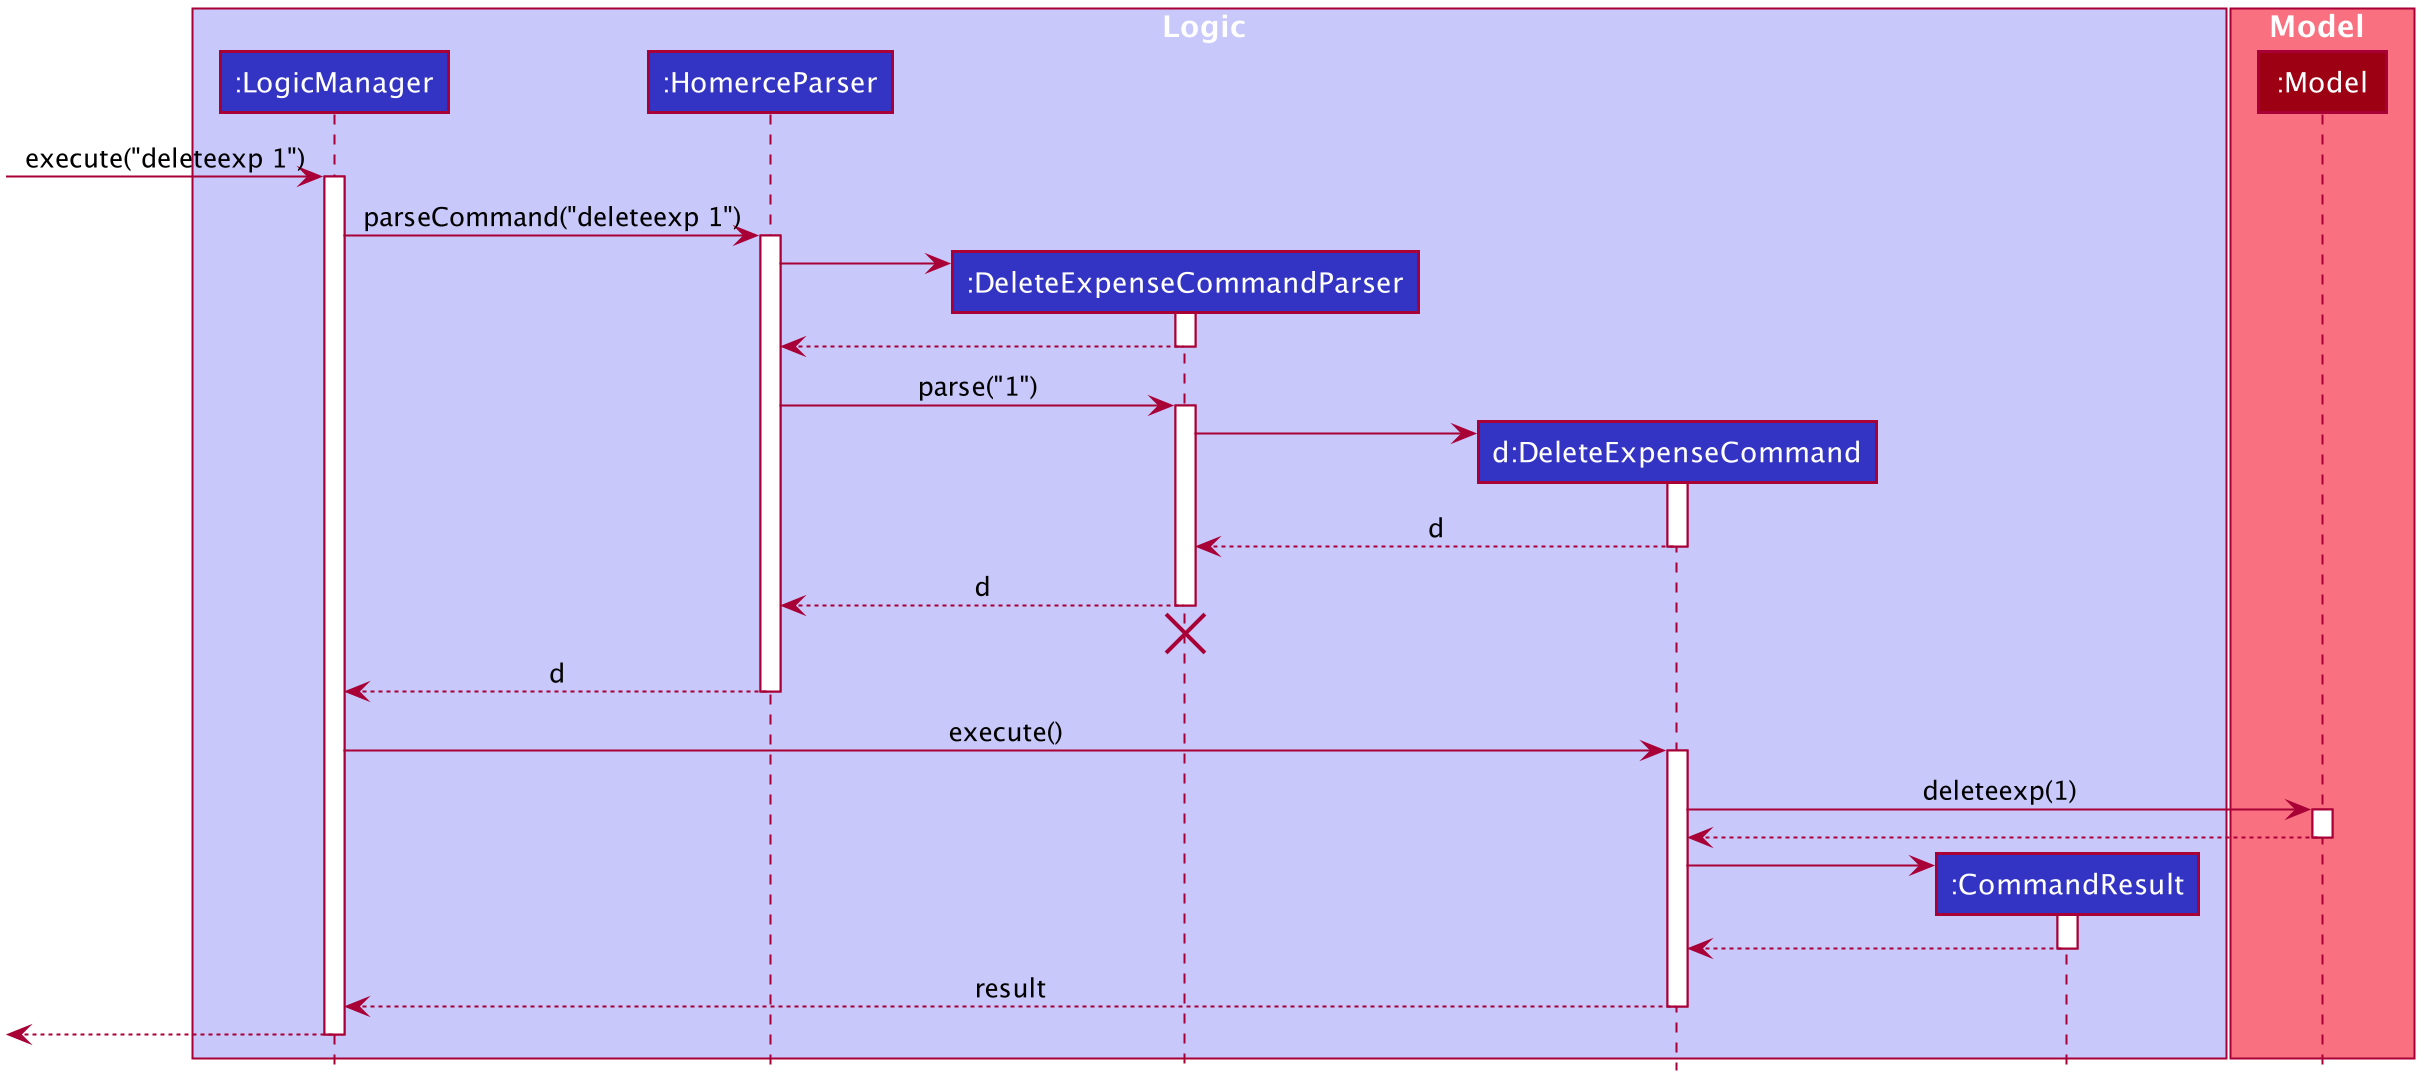 Logic
Model
:LogicManager
:HomerceParser
:Model
execute("deleteexp 1")
parseCommand("deleteexp 1")
:DeleteExpenseCommandParser
parse("1")
d:DeleteExpenseCommand
d
d
d
execute()
deleteexp(1)
:CommandResult
result